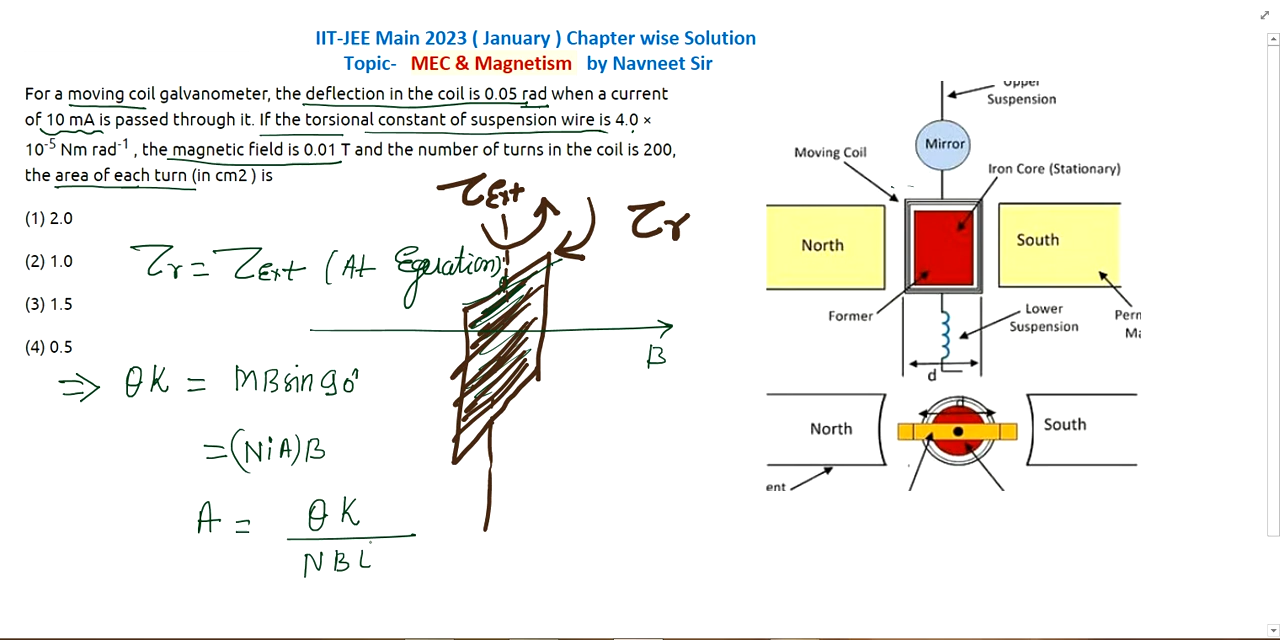 IIT-JEE Main 2023 ( January ) Chapter wise Solution
Topic- MEC & Magnetism by Navneet Sir
For a moving coil galvanometer, the deflection in the coil is 0.05 rad when a current
of 10 mA is passed through it. If the torsional constant of suspension wire is 4.0 ×
10-5 Nm rad-1 , the magnetic field is 0.01 T and the number of turns in the coil is 200,
the area of each turn (in cm2 ) is
(1) 2.0
(2) 1.0
(3) 1.5
(4) 0.5
τExt
τr
τr = τExt (At Equation)
B
⇒ θK = MBsin90°
=(NiA)B
A = θK
NBi
Upper
Suspension
Mirror
Moving Coil
Iron Core (Stationary)
North
South
Former
Lower
Suspension
Pern
Ma
d
d
North
South
ent